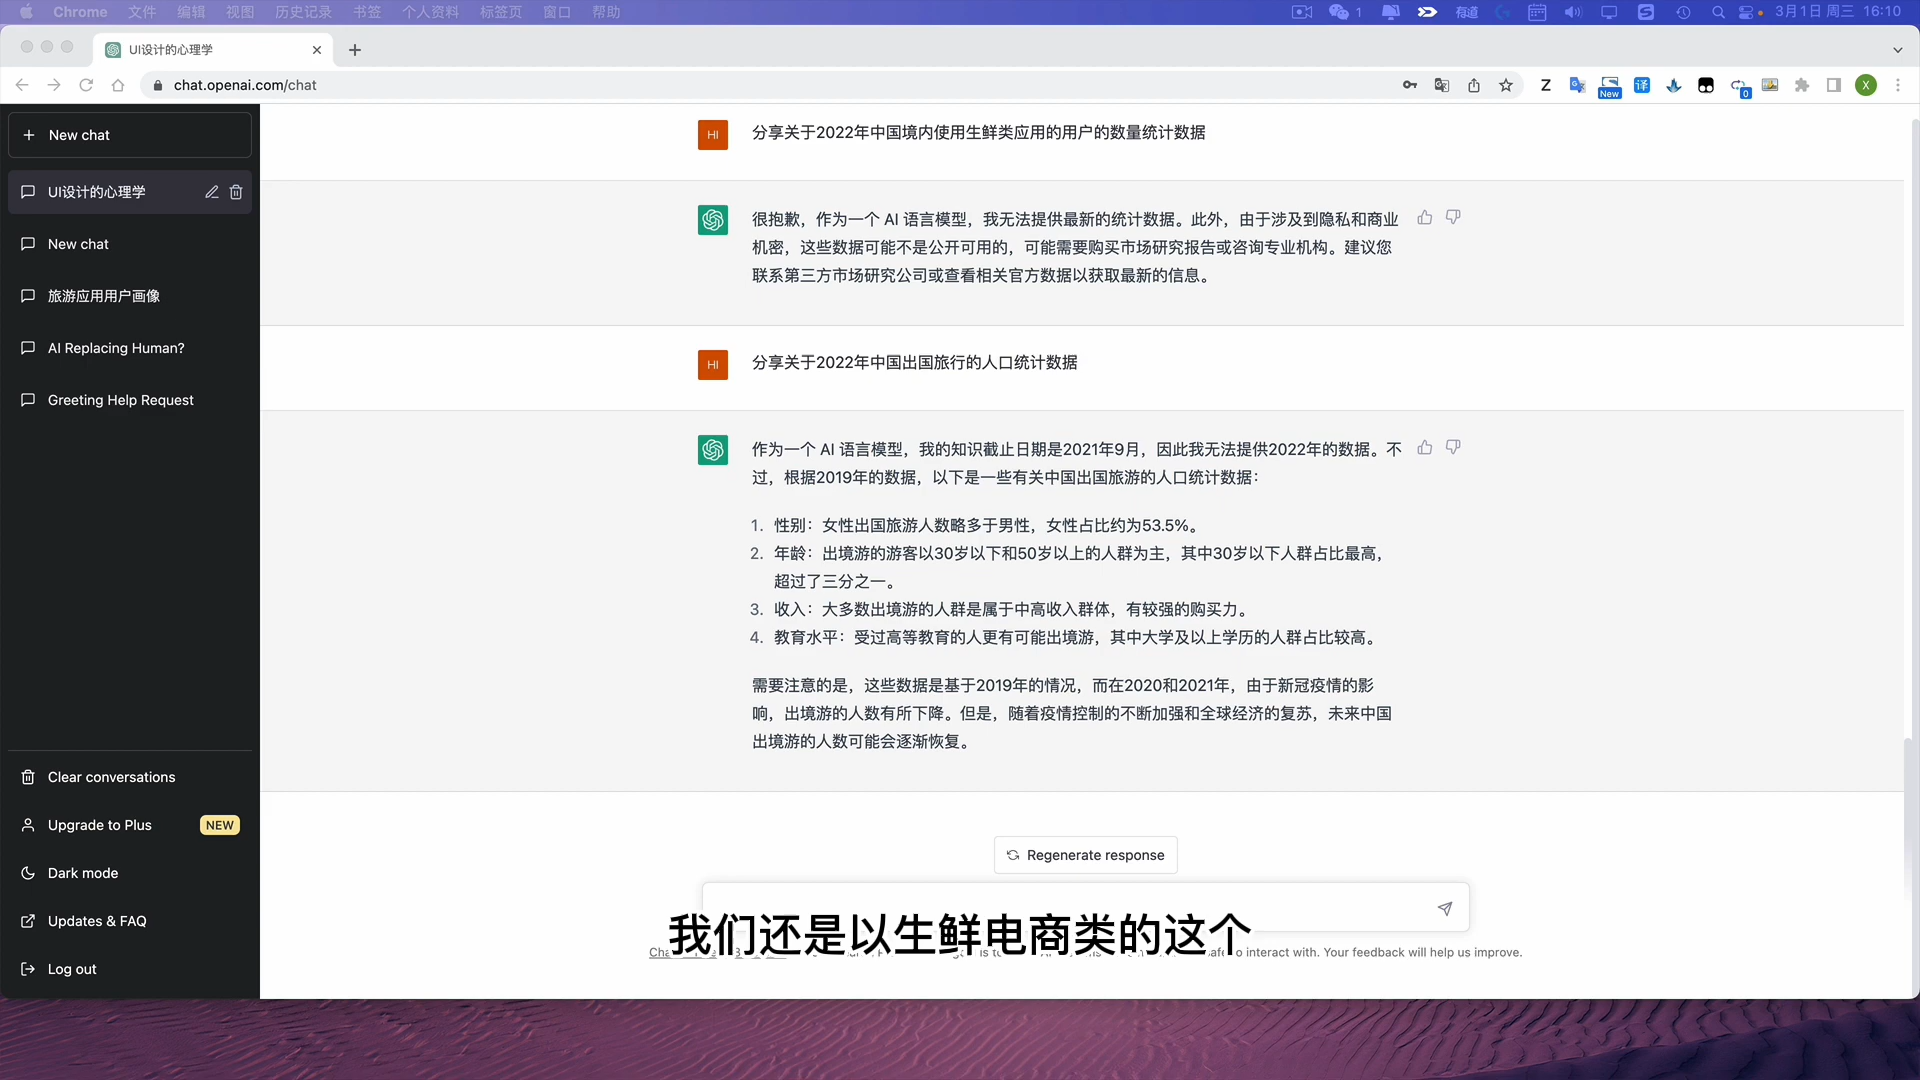 Chrome 文件 编辑 视图 历史记录 书签 个人资料 标签页 窗口 帮助
1 有道 3月1日 周三 16:10
UI设计的心理学
chat.openai.com/chat
Z New 译 0 X
New chat
UI设计的心理学
New chat
旅游应用用户画像
AI Replacing Human?
Greeting Help Request
Clear conversations
Upgrade to Plus NEW
Dark mode
Updates & FAQ
Log out
HI 分享关于2022年中国境内使用生鲜类应用的用户的数量统计数据
很抱歉，作为一个 AI 语言模型，我无法提供最新的统计数据。此外，由于涉及到隐私和商业
机密，这些数据可能不是公开可用的，可能需要购买市场研究报告或咨询专业机构。建议您
联系第三方市场研究公司或查看相关官方数据以获取最新的信息。
HI 分享关于2022年中国出国旅行的人口统计数据
作为一个 AI 语言模型，我的知识截止日期是2021年9月，因此我无法提供2022年的数据。不
过，根据2019年的数据，以下是一些有关中国出国旅游的人口统计数据：
1. 性别：女性出国旅游人数略多于男性，女性占比约为53.5%。
2. 年龄：出境游的游客以30岁以下和50岁以上的人群为主，其中30岁以下人群占比最高，
超过了三分之一。
3. 收入：大多数出境游的人群是属于中高收入群体，有较强的购买力。
4. 教育水平：受过高等教育的人更有可能出境游，其中大学及以上学历的人群占比较高。
需要注意的是，这些数据是基于2019年的情况，而在2020和2021年，由于新冠疫情的影
响，出境游的人数有所下降。但是，随着疫情控制的不断加强和全球经济的复苏，未来中国
出境游的人数可能会逐渐恢复。
Regenerate response
我们还是以生鲜电商类的这个
to interact with. Your feedback will help us improve.